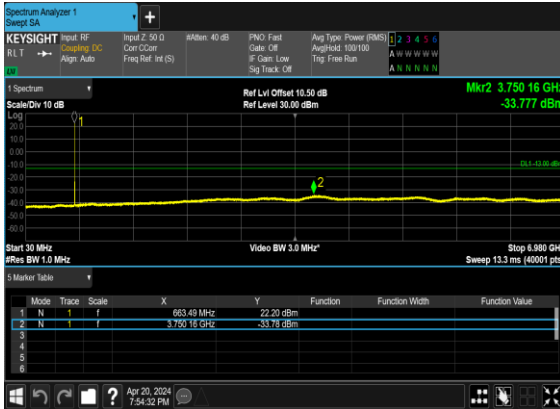 Spectrum Analyzer 1
Swept SA
+
KEYSIGHT
RLT
Input: RF
Coupling: DC
Align: Auto
Input Z: 50 Ω
Corr CCorr
Freq Ref: Int (S)
#Atten: 40 dB
PNO: Fast
Gate: Off
IF Gain: Low
Sig Track: Off
Avg Type: Power (RMS)
Avg|Hold: 100/100
Trig: Free Run
1 2 3 4 5 6
A W W W W W
A N N N N N
1 Spectrum
Scale/Div 10 dB
Ref Lvl Offset 10.50 dB
Ref Level 30.00 dBm
Mkr2 3.750 16 GHz
-33.777 dBm
Log
20.0
10.0
0.00
-10.0
-20.0
-30.0
-40.0
-50.0
-60.0
1
2
DL1 -13.00 dBm
Start 30 MHz
#Res BW 1.0 MHz
Video BW 3.0 MHz*
Stop 6.980 GHz
Sweep 13.3 ms (40001 pts)
5 Marker Table
Mode Trace Scale X Y Function Function Width Function Value
1 N 1 f 663.49 MHz 22.20 dBm
2 N 1 f 3.750 16 GHz -33.78 dBm
3
4
5
6
?
Apr 20, 2024
7:54:32 PM